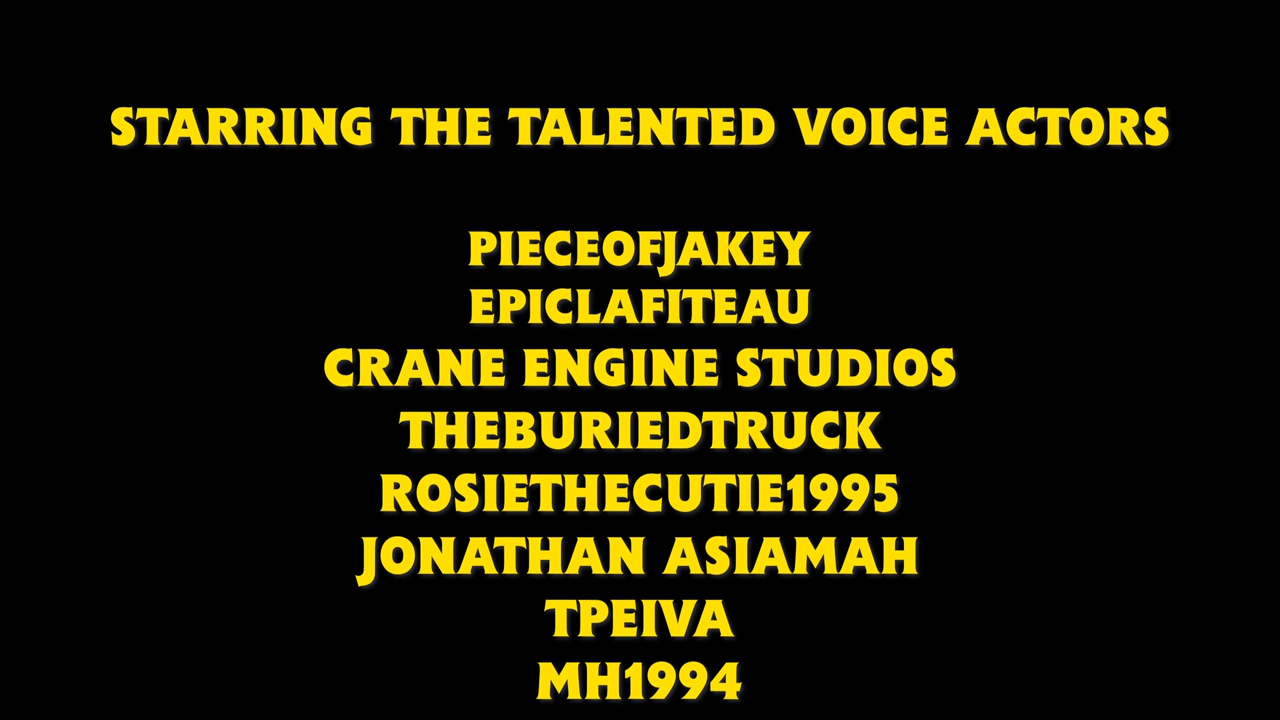 STARRING THE TALENTED VOICE ACTORS
PIECEOFJAKEY
EPICLAFITEAU
CRANE ENGINE STUDIOS
THEBURIEDTRUCK
ROSIETHECUTIE1995
JONATHAN ASIAMAH
TPEIVA
MH1994